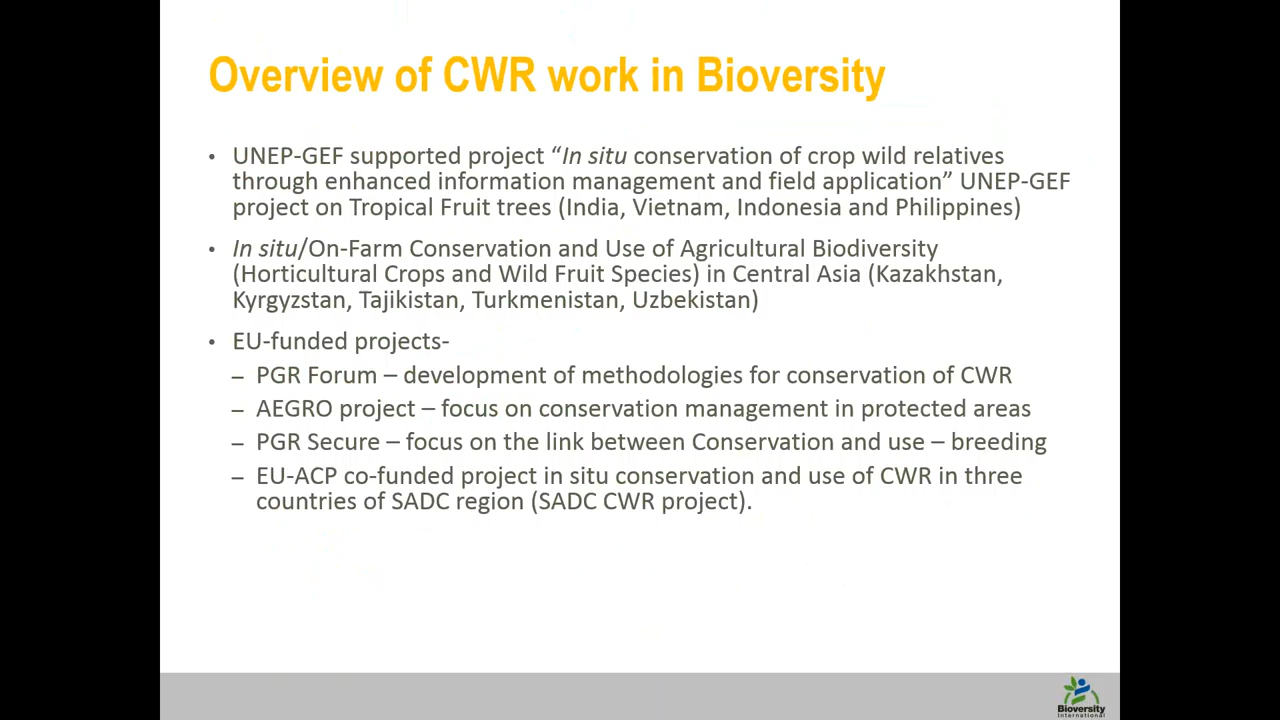 Overview of CWR work in Bioversity
• UNEP-GEF supported project “In situ conservation of crop wild relatives
through enhanced information management and field application” UNEP-GEF
project on Tropical Fruit trees (India, Vietnam, Indonesia and Philippines)
• In situ/On-Farm Conservation and Use of Agricultural Biodiversity
(Horticultural Crops and Wild Fruit Species) in Central Asia (Kazakhstan,
Kyrgyzstan, Tajikistan, Turkmenistan, Uzbekistan)
• EU-funded projects-
– PGR Forum – development of methodologies for conservation of CWR
– AEGRO project – focus on conservation management in protected areas
– PGR Secure – focus on the link between Conservation and use – breeding
– EU-ACP co-funded project in situ conservation and use of CWR in three
countries of SADC region (SADC CWR project).
Bioversity
International